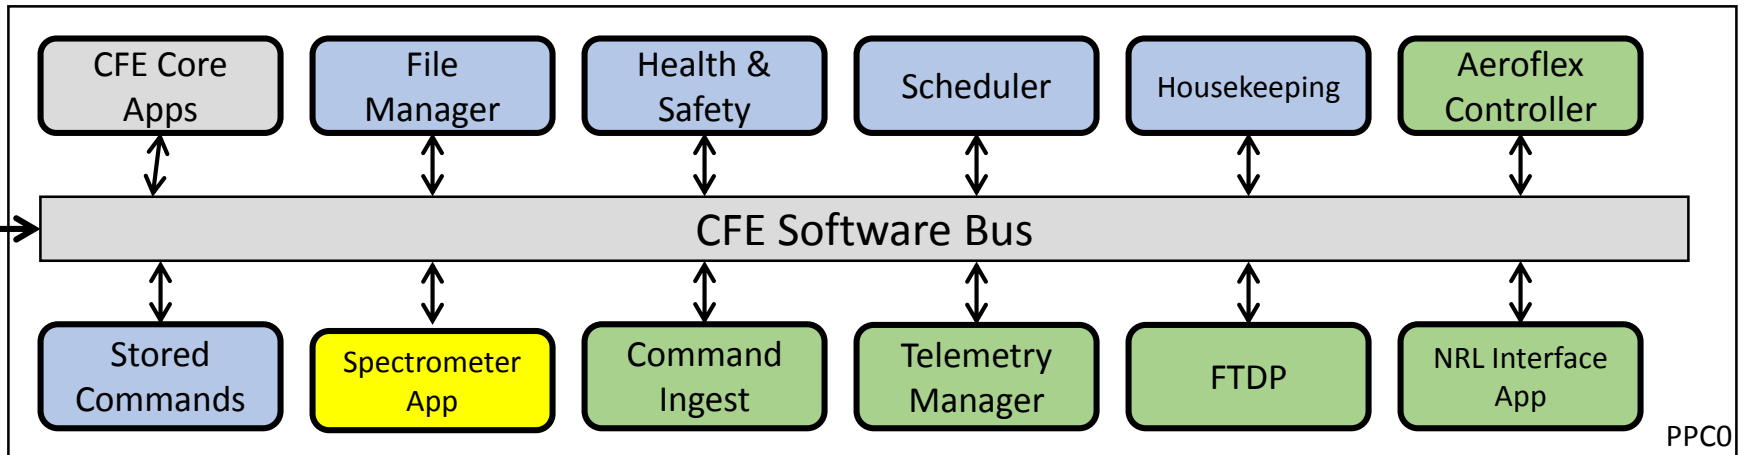 CFE Core
Apps
File
Manager
Health &
Safety
Scheduler
Housekeeping
Aeroflex
Controller
CFE Software Bus
Stored
Commands
Spectrometer
App
Command
Ingest
Telemetry
Manager
FTDP
NRL Interface
App
PPC0